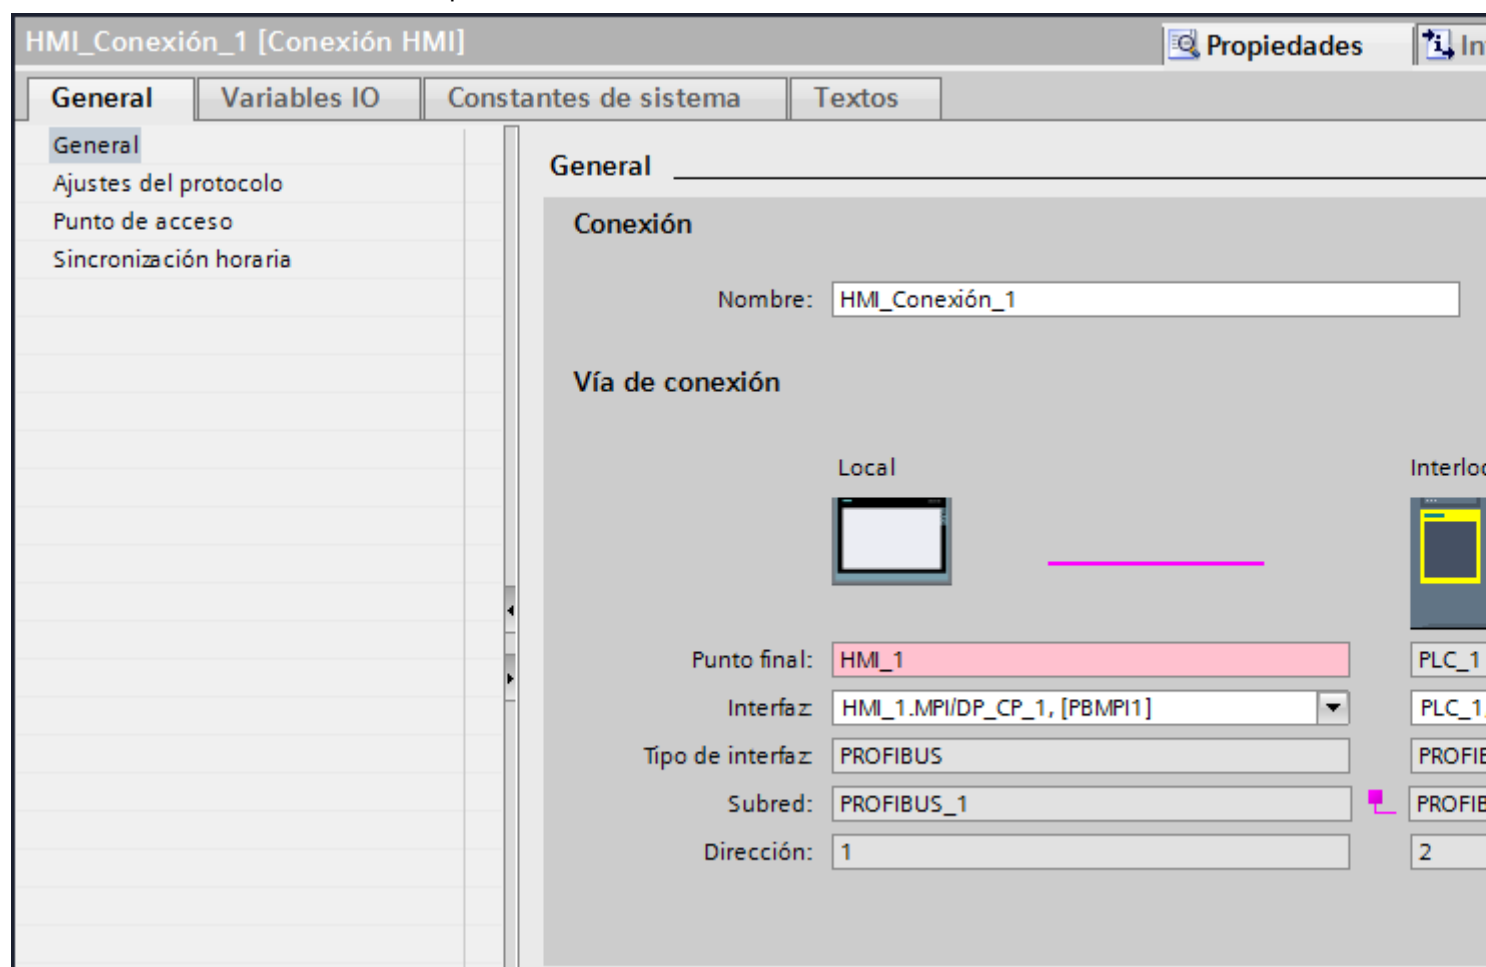 HMI_Conexión_1 [Conexión HMI]
Propiedades
General Variables IO Constantes de sistema Textos
General
Ajustes del protocolo
Punto de acceso
Sincronización horaria
General
Conexión
Nombre: HMI_Conexión_1
Vía de conexión
Local
Punto final: HMI_1 PLC_1
Interfaz: HMI_1.MPI/DP_CP_1, [PBMPI1] PLC_1,
Tipo de interfaz: PROFIBUS
Subred: PROFIBUS_1
Dirección: 1 2